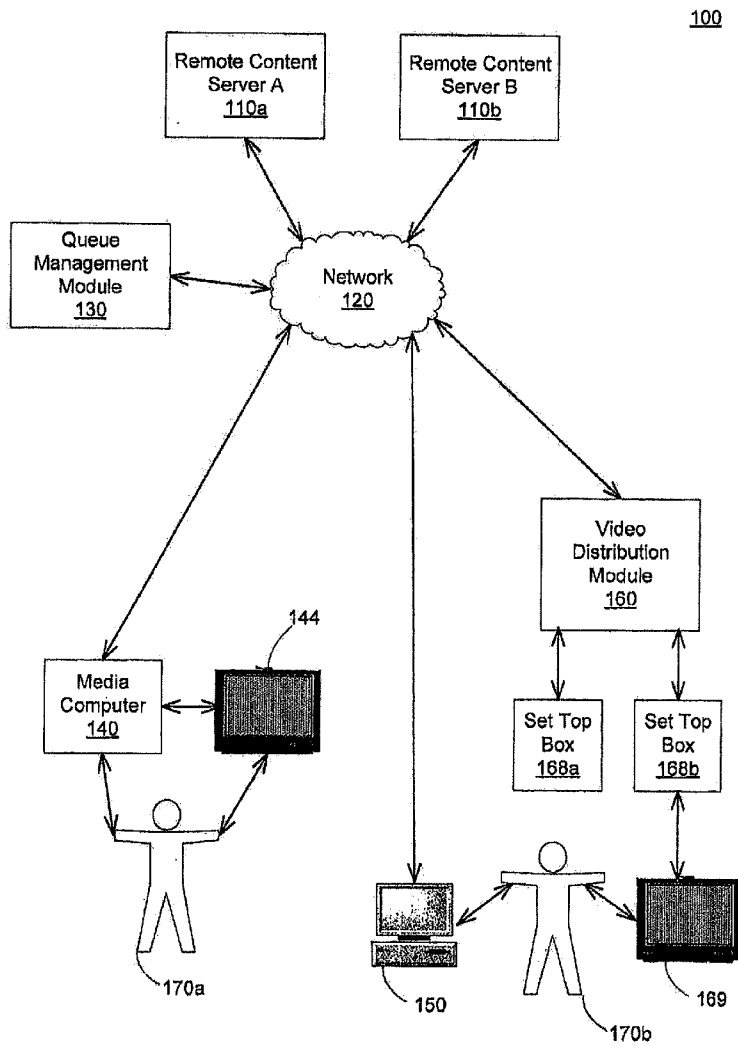 100
Remote Content
Server A
110a
Remote Content
Server B
110b
Queue
Management
Module
130
Network
120
Video
Distribution
Module
160
144
Media
Computer
140
Set Top
Box
168a
Set Top
Box
168b
170a
150
170b
169